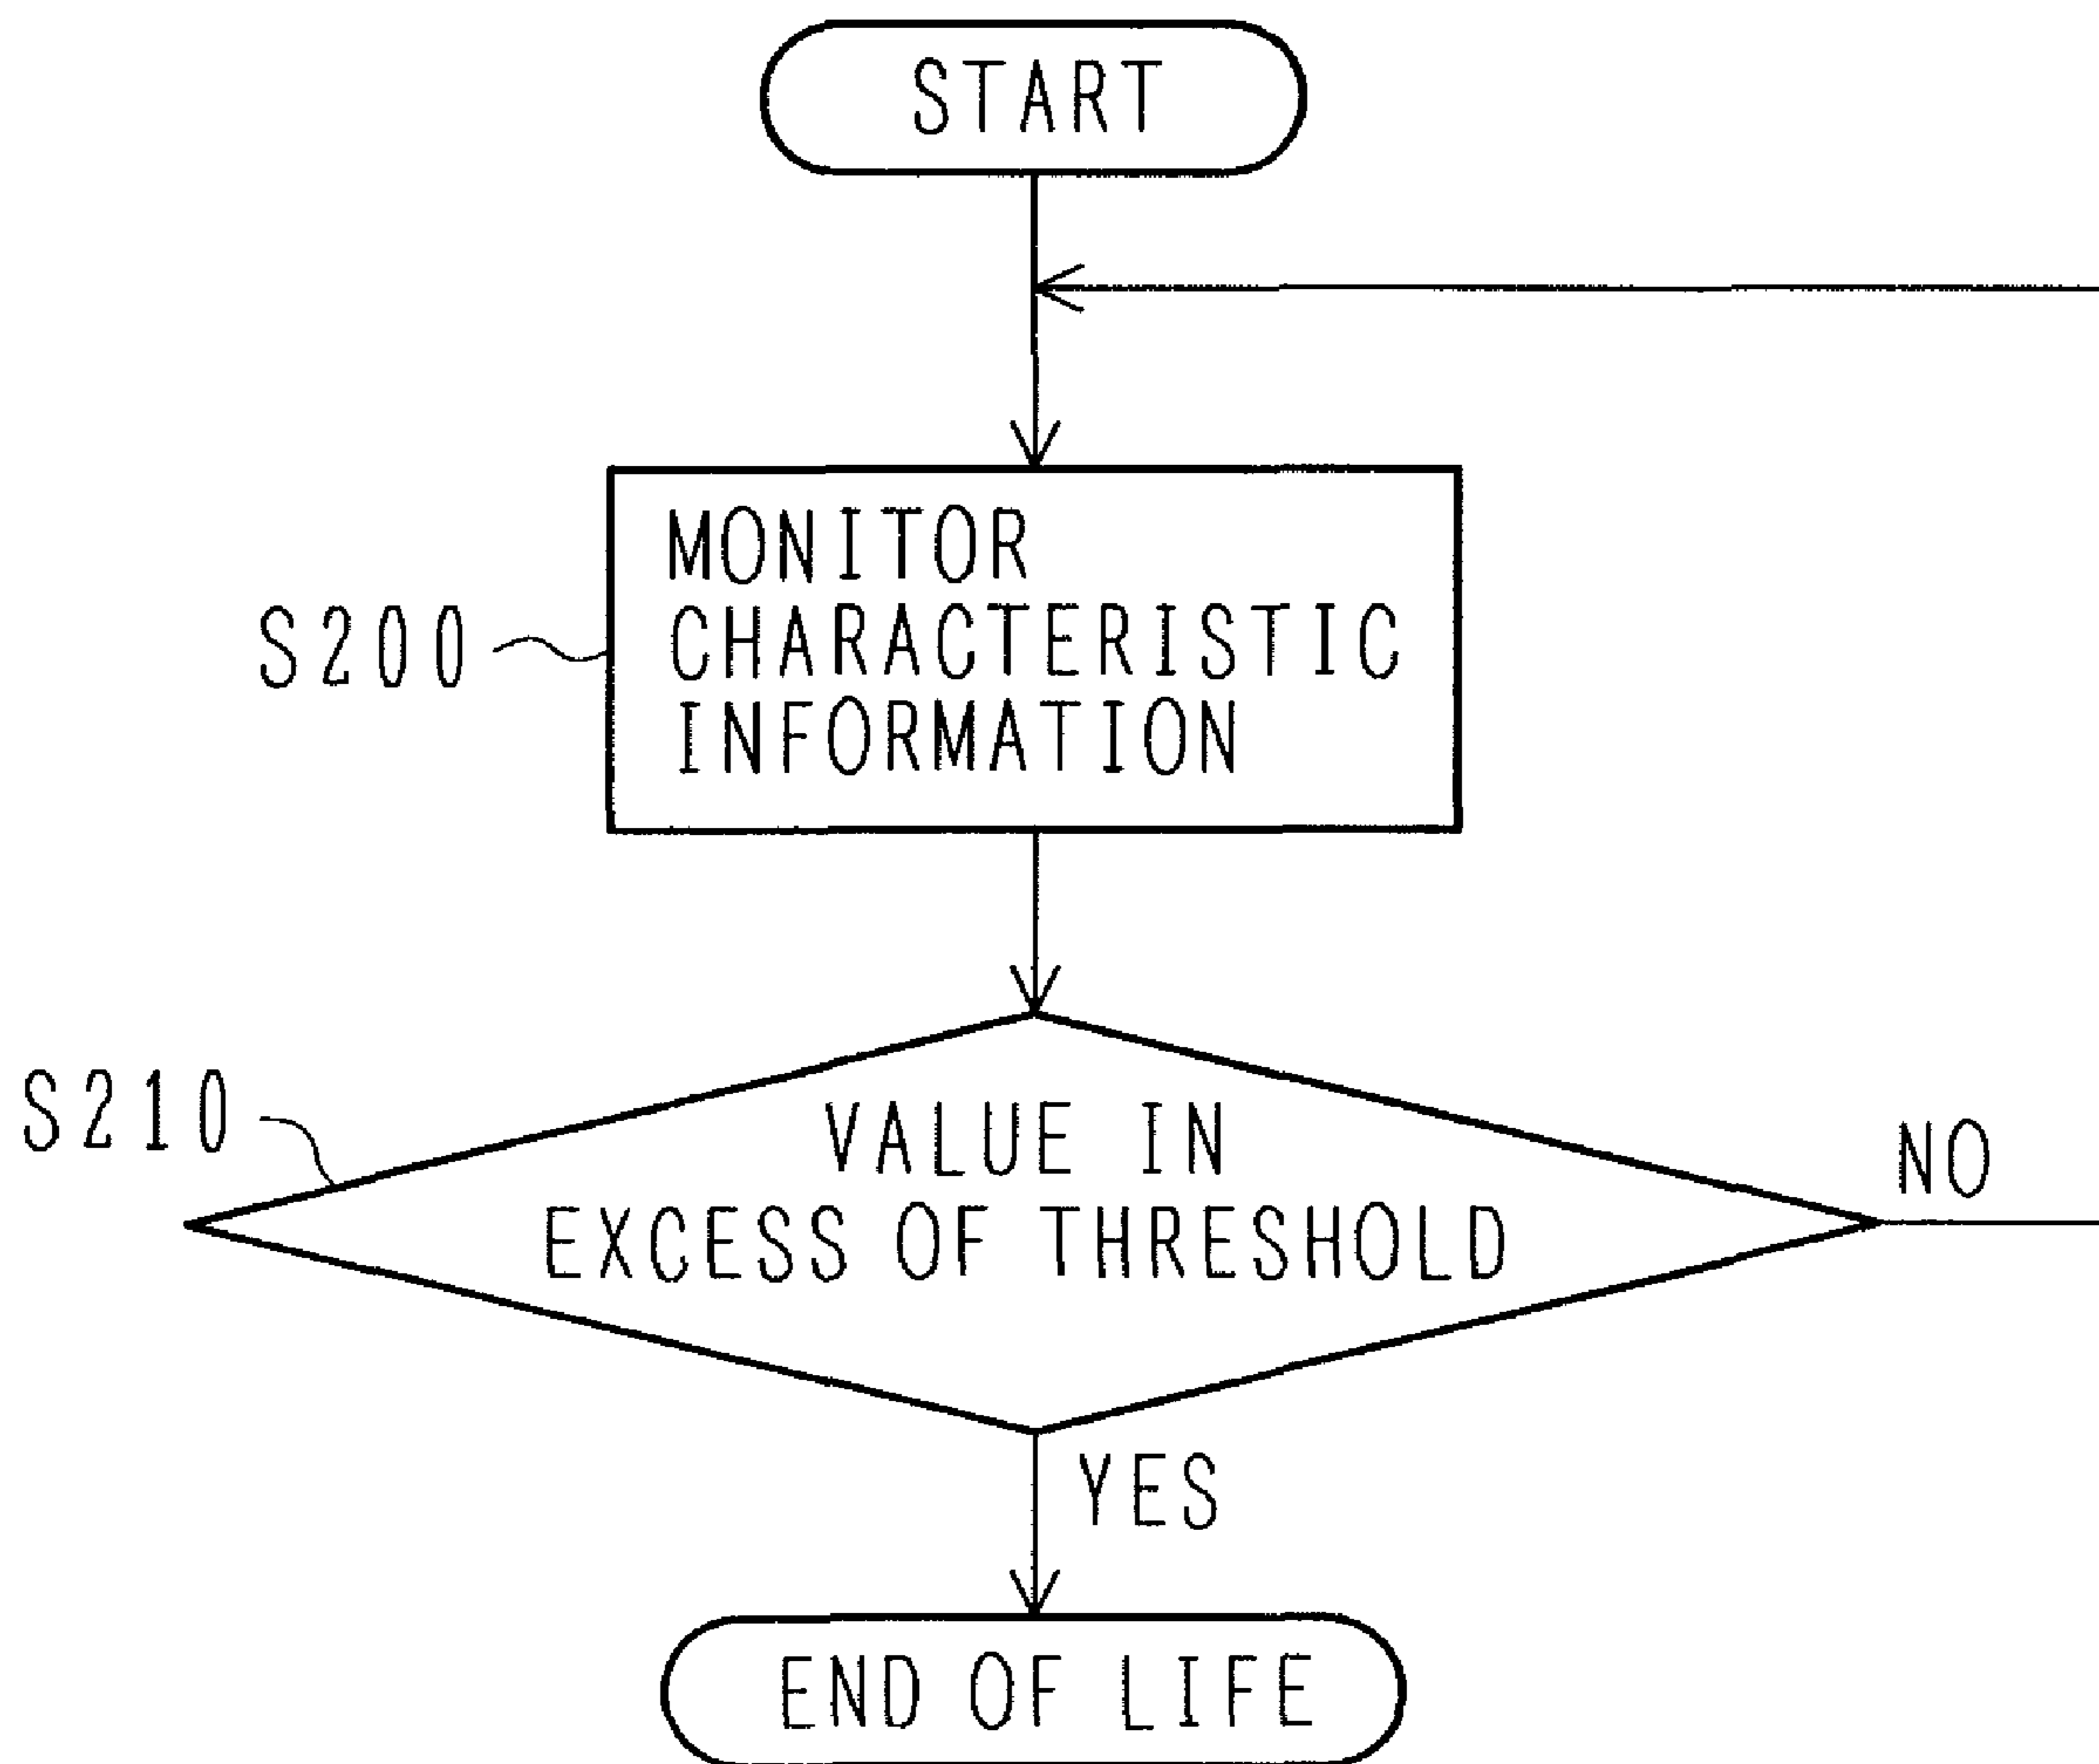 START
MONITOR
CHARACTERISTIC
INFORMATION
S200
S210
VALUE IN
EXCESS OF THRESHOLD
NO
YES
END OF LIFE